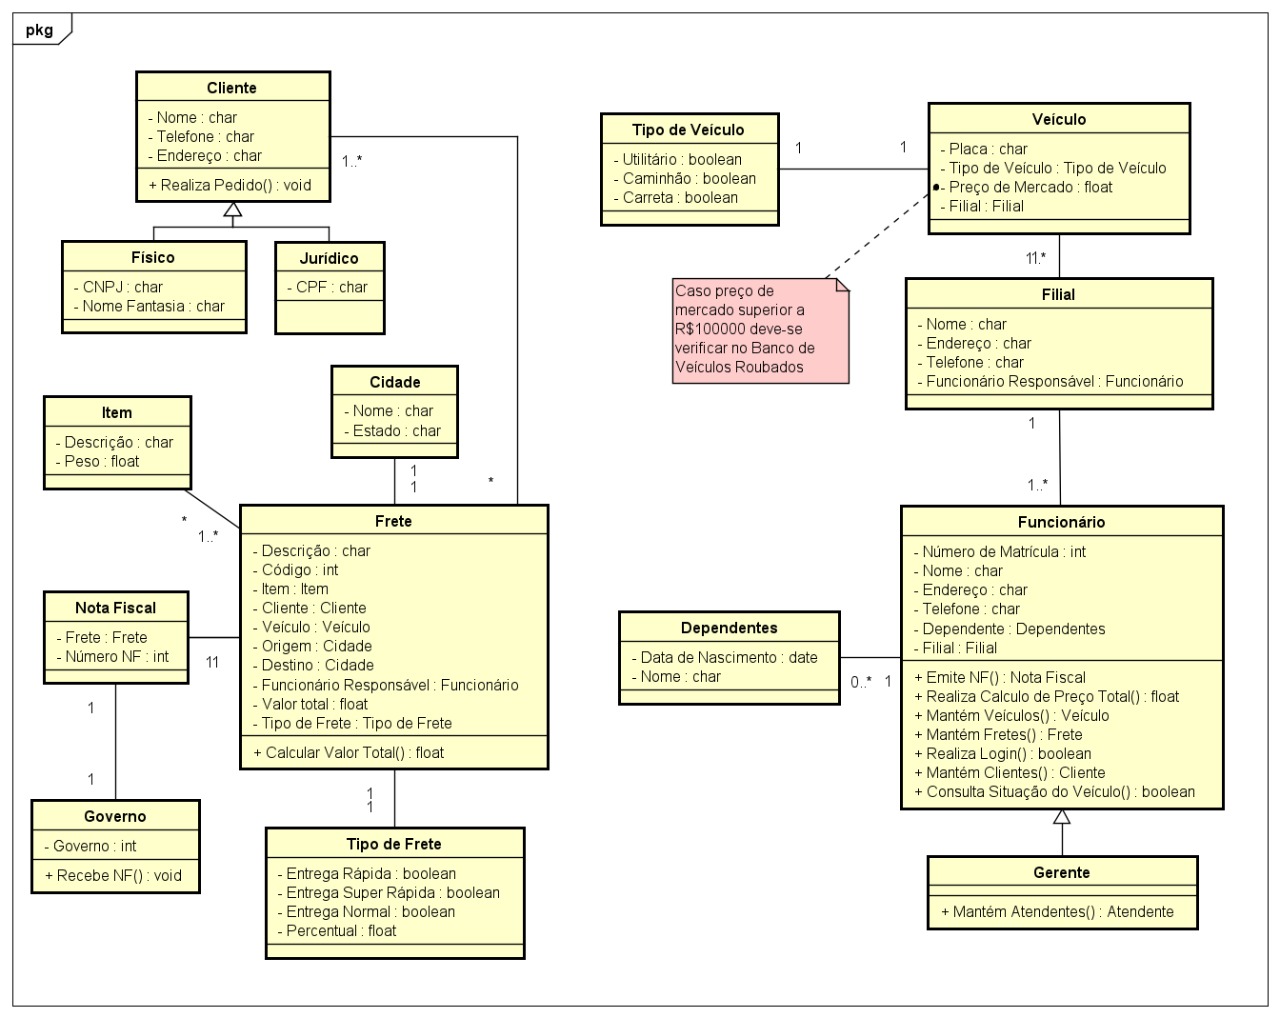 pkg
Cliente
- Nome : char
- Telefone : char
- Endereço : char
+ Realiza Pedido() : void
1..*
Físico
- CNPJ : char
- Nome Fantasia : char
Jurídico
- CPF : char
Tipo de Veículo
- Utilitário : boolean
- Caminhão : boolean
- Carreta : boolean
1
1
Veículo
- Placa : char
- Tipo de Veículo : Tipo de Veículo
- Preço de Mercado : float
- Filial : Filial
11.*
Caso preço de
mercado superior a
R$100000 deve-se
verificar no Banco de
Veículos Roubados
Filial
- Nome : char
- Endereço : char
- Telefone : char
- Funcionário Responsável : Funcionário
1
1..*
Cidade
- Nome : char
- Estado : char
1
1
*
Item
- Descrição : char
- Peso : float
*
1..*
Frete
- Descrição : char
- Código : int
- Item : Item
- Cliente : Cliente
- Veículo : Veículo
- Origem : Cidade
- Destino : Cidade
- Funcionário Responsável : Funcionário
- Valor total : float
- Tipo de Frete : Tipo de Frete
+ Calcular Valor Total() : float
Nota Fiscal
- Frete : Frete
- Número NF : int
11
1
1
Governo
- Governo : int
+ Recebe NF() : void
1
1
Tipo de Frete
- Entrega Rápida : boolean
- Entrega Super Rápida : boolean
- Entrega Normal : boolean
- Percentual : float
Dependentes
- Data de Nascimento : date
- Nome : char
0..*
1
Funcionário
- Número de Matrícula : int
- Nome : char
- Endereço : char
- Telefone : char
- Dependente : Dependentes
- Filial : Filial
+ Emite NF() : Nota Fiscal
+ Realiza Calculo de Preço Total() : float
+ Mantém Veículos() : Veículo
+ Mantém Fretes() : Frete
+ Realiza Login() : boolean
+ Mantém Clientes() : Cliente
+ Consulta Situação do Veículo() : boolean
Gerente
+ Mantém Atendentes() : Atendente